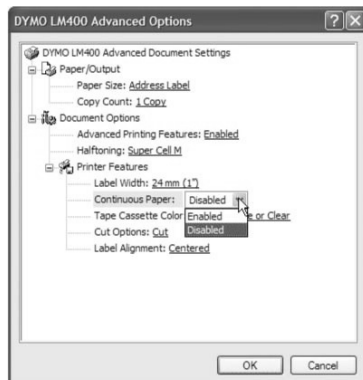 DYMO LM400 Advanced Options
DYMO LM400 Advanced Document Settings
Paper/Output
Paper Size: Address Label
Copy Count: 1 Copy
Document Options
Advanced Printing Features: Enabled
Halftoning: Super Cell M
Printer Features
Label Width: 24 mm (1")
Continuous Paper: Disabled
Tape Cassette Color e or Clear
Enabled
Disabled
Cut Options: Cut
Label Alignment: Centered
OK Cancel